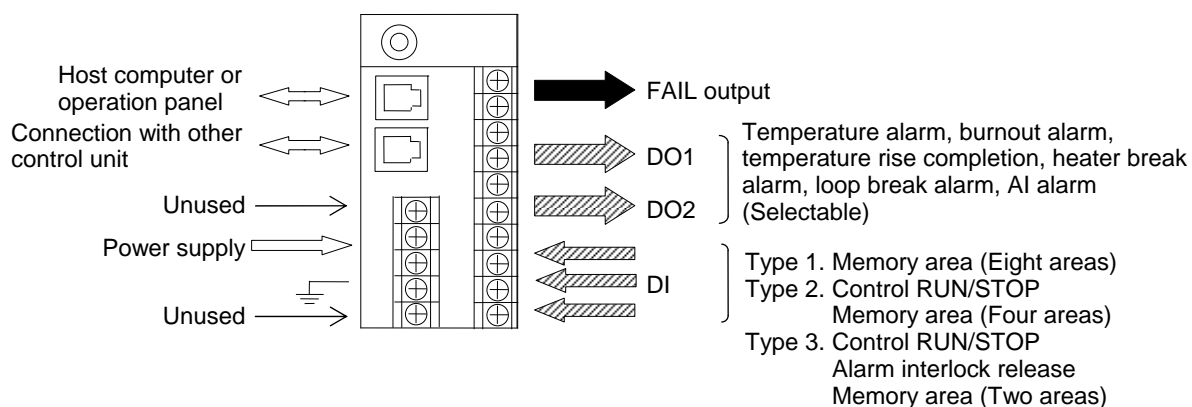 Host computer or
operation panel
Connection with other
control unit
Unused
Power supply
Unused
FAIL output
DO1
DO2
Temperature alarm, burnout alarm,
temperature rise completion, heater break
alarm, loop break alarm, AI alarm
(Selectable)
DI
Type 1. Memory area (Eight areas)
Type 2. Control RUN/STOP
Memory area (Four areas)
Type 3. Control RUN/STOP
Alarm interlock release
Memory area (Two areas)